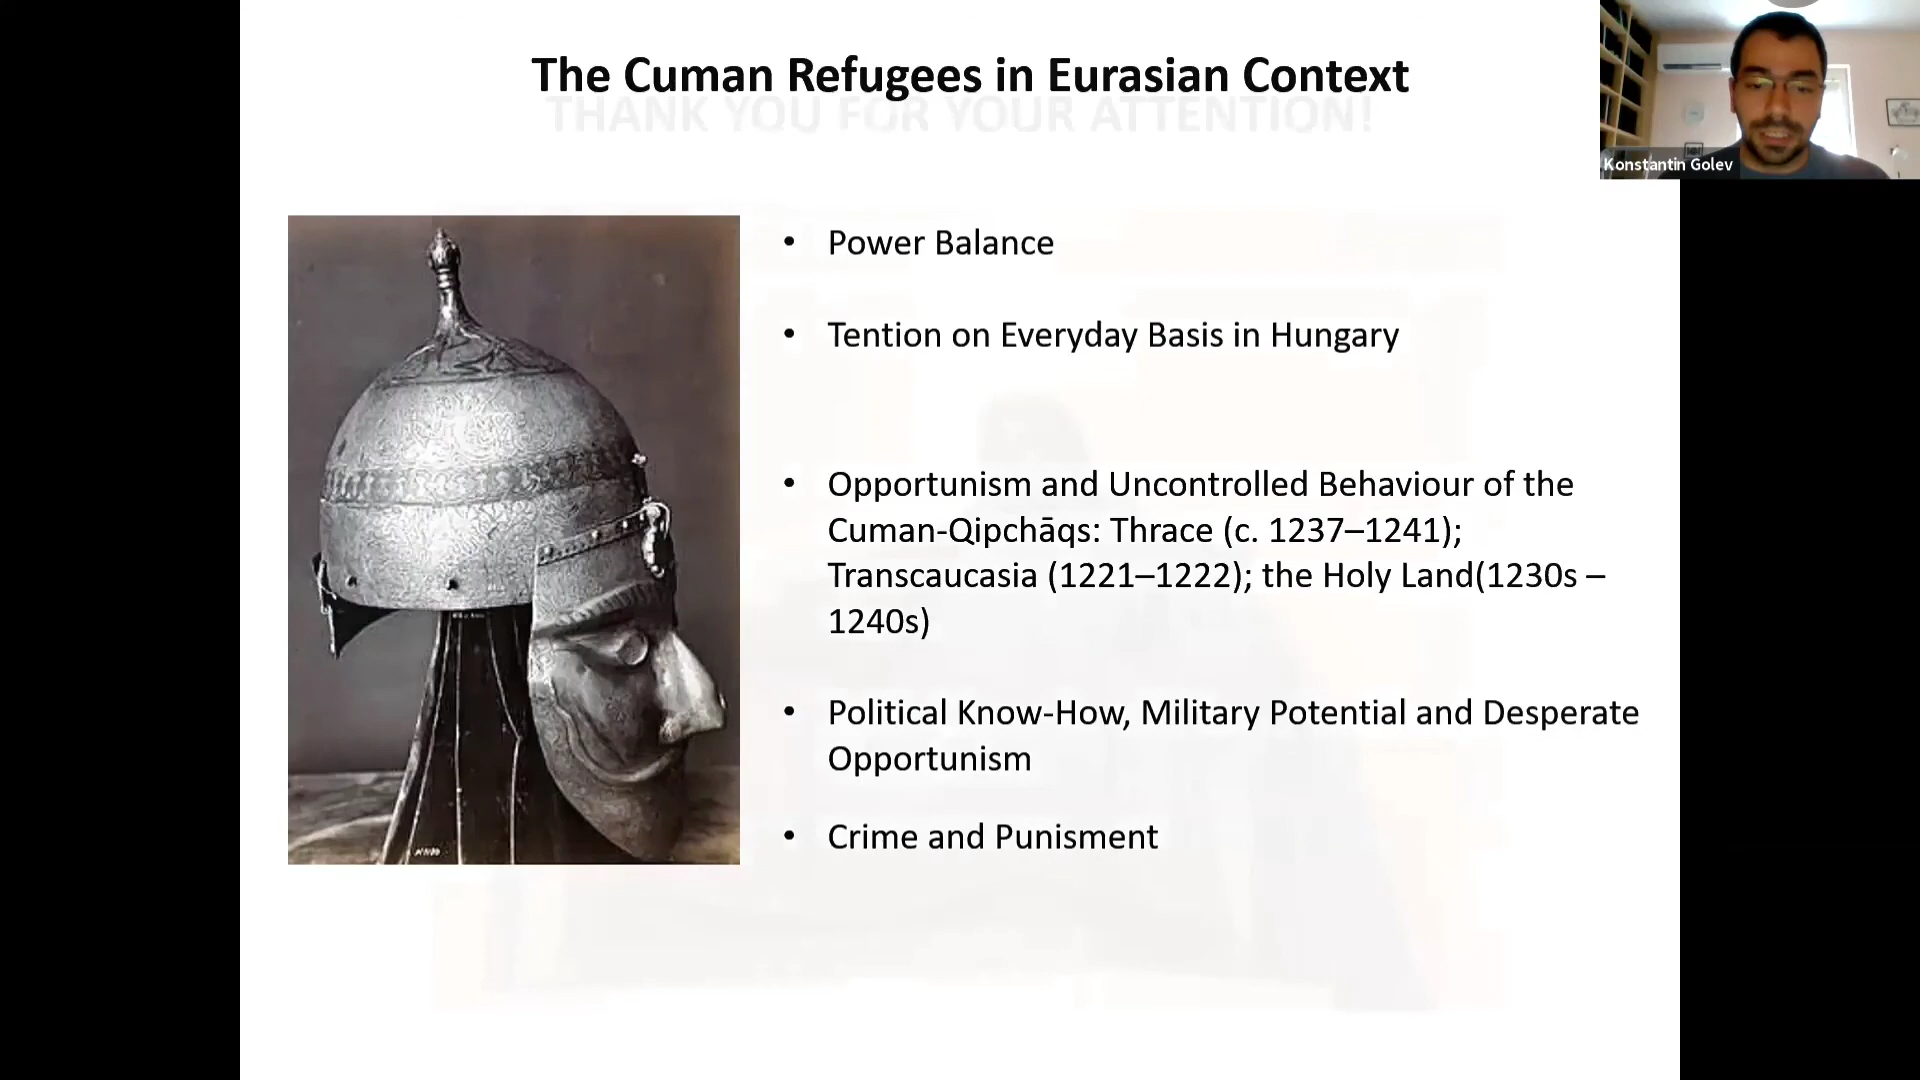 The Cuman Refugees in Eurasian Context
THANK YOU FOR YOUR ATTENTION!
Konstantin Golev
• Power Balance
• Tention on Everyday Basis in Hungary
• Opportunism and Uncontrolled Behaviour of the
Cuman-Qipchāqs: Thrace (c. 1237–1241);
Transcaucasia (1221–1222); the Holy Land(1230s –
1240s)
• Political Know-How, Military Potential and Desperate
Opportunism
• Crime and Punisment